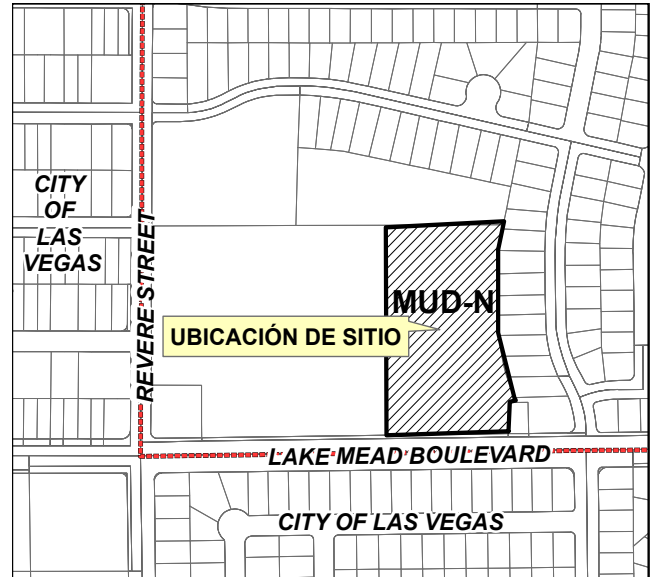 CITY
OF
LAS
VEGAS
REVERE STREET
MUD-N
UBICACIÓN DE SITIO
LAKE MEAD BOULEVARD
CITY OF LAS VEGAS